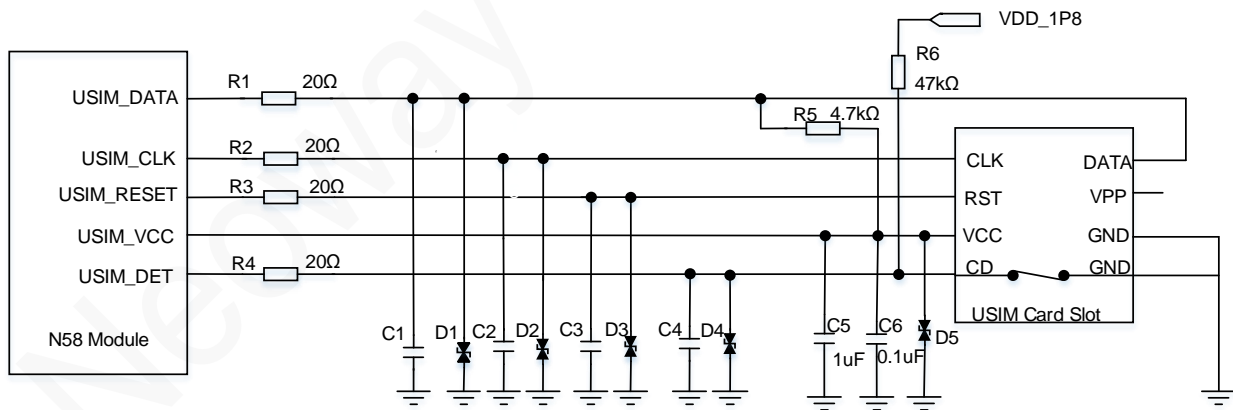 VDD_1P8
R6
47kΩ
R1 20Ω
USIM_DATA
R5 4.7kΩ
R2 20Ω
USIM_CLK
CLK
DATA
R3 20Ω
USIM_RESET
RST
VPP
USIM_VCC
VCC
GND
R4 20Ω
USIM_DET
CD
GND
USIM Card Slot
N58 Module
C1
D1
C2
D2
C3
D3
C4
D4
C5
1uF
C6
0.1uF
D5
Neoway